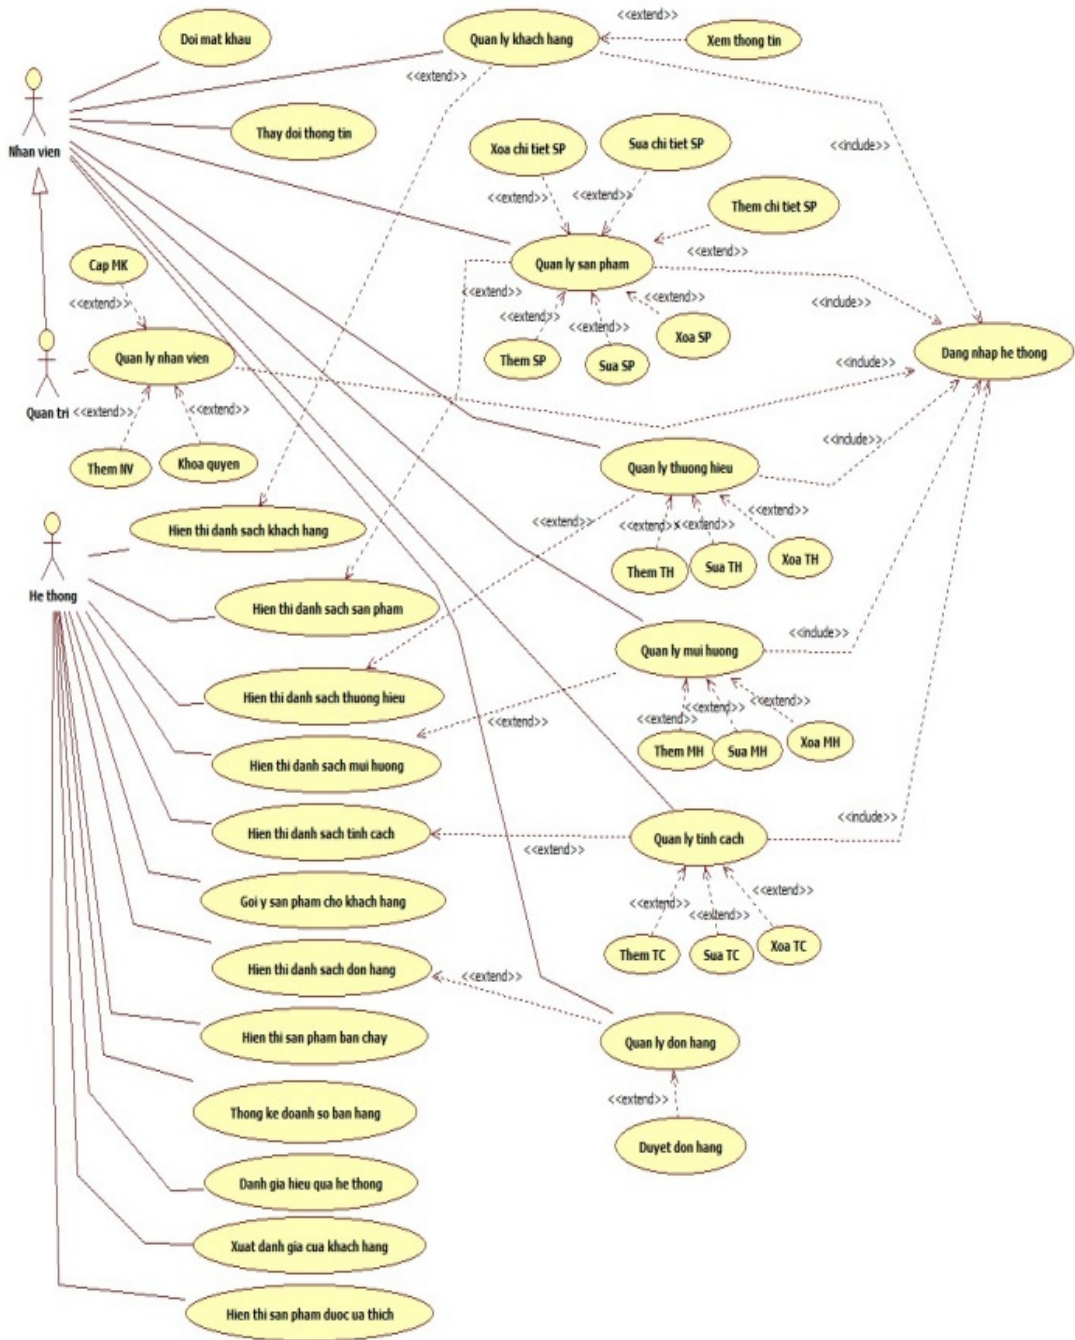 Doi mat khau
Quan ly khach hang
<<extend>>
Xem thong tin
<<extend>>
Nhan vien
Thay doi thong tin
Xoa chi tiet SP
Sua chi tiet SP
<<include>>
<<extend>>
<<extend>>
Them chi tiet SP
<<extend>>
Quan ly san pham
Cap MK
<<extend>>
<<extend>>
<<extend>>
<<extend>>
<<extend>>
<<include>>
Xoa SP
Quan ly nhan vien
Them SP
Sua SP
Dang nhap he thong
<<include>>
Quan tri
<<extend>>
<<extend>>
Them NV
Khoa quyen
<<include>>
Quan ly thuong hieu
Hien thi danh sach khach hang
<<extend>>
<<extend>>
<<extend>>
<<extend>>
Them TH
Sua TH
Xoa TH
He thong
Hien thi danh sach san pham
<<include>>
Quan ly mui huong
Hien thi danh sach thuong hieu
<<extend>>
<<extend>>
<<extend>>
<<extend>>
Them MH
Sua MH
Xoa MH
Hien thi danh sach mui huong
<<include>>
Hien thi danh sach tinh cach
Quan ly tinh cach
<<extend>>
<<extend>>
<<extend>>
<<extend>>
Goi y san pham cho khach hang
Them TC
Sua TC
Xoa TC
Hien thi danh sach don hang
<<extend>>
Hien thi san pham ban chay
Quan ly don hang
<<extend>>
Thong ke doanh so ban hang
Duyet don hang
Danh gia hieu qua he thong
Xuat danh gia cua khach hang
Hien thi san pham duoc ua thich